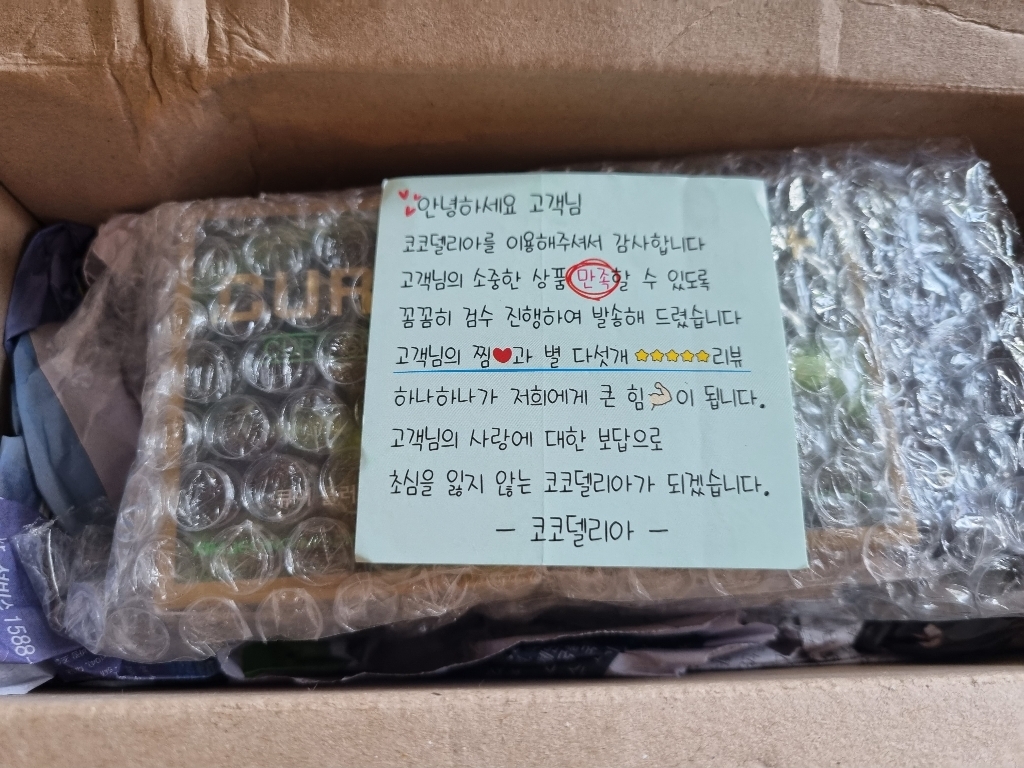 안녕하세요 고객님
코코델리아를 이용해주셔서 감사합니다
고객님의 소중한 상품 만족할 수 있도록
꼼꼼히 검수 진행하여 발송해 드렸습니다
고객님의 찜❤️과 별 다섯개 ⭐⭐⭐⭐⭐리뷰
하나하나가 저희에게 큰 힘💪이 됩니다.
고객님의 사랑에 대한 보답으로
초심을 잃지 않는 코코델리아가 되겠습니다.
- 코코델리아 -
CUR
1588-